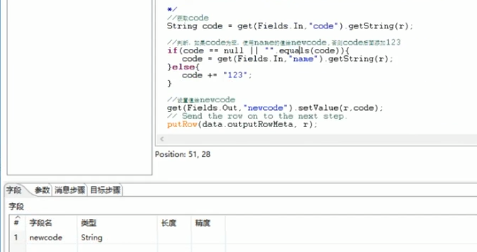 */
//获取code
String code = get(Fields.In,"code").getString(r);
//判断，如果code为空，使用name的值给newcode,否则code后面添加123
if(code == null || "".equals(code)){
code = get(Fields.In,"name").getString(r);
}else{
code += "123";
}
//设置值给newcode
get(Fields.Out,"newcode").setValue(r,code);
// Send the row on to the next step.
putRow(data.outputRowMeta, r);
Position: 51, 28
字段 参数 消息步骤 目标步骤
字段
# 字段名 类型 长度 精度
1 newcode String